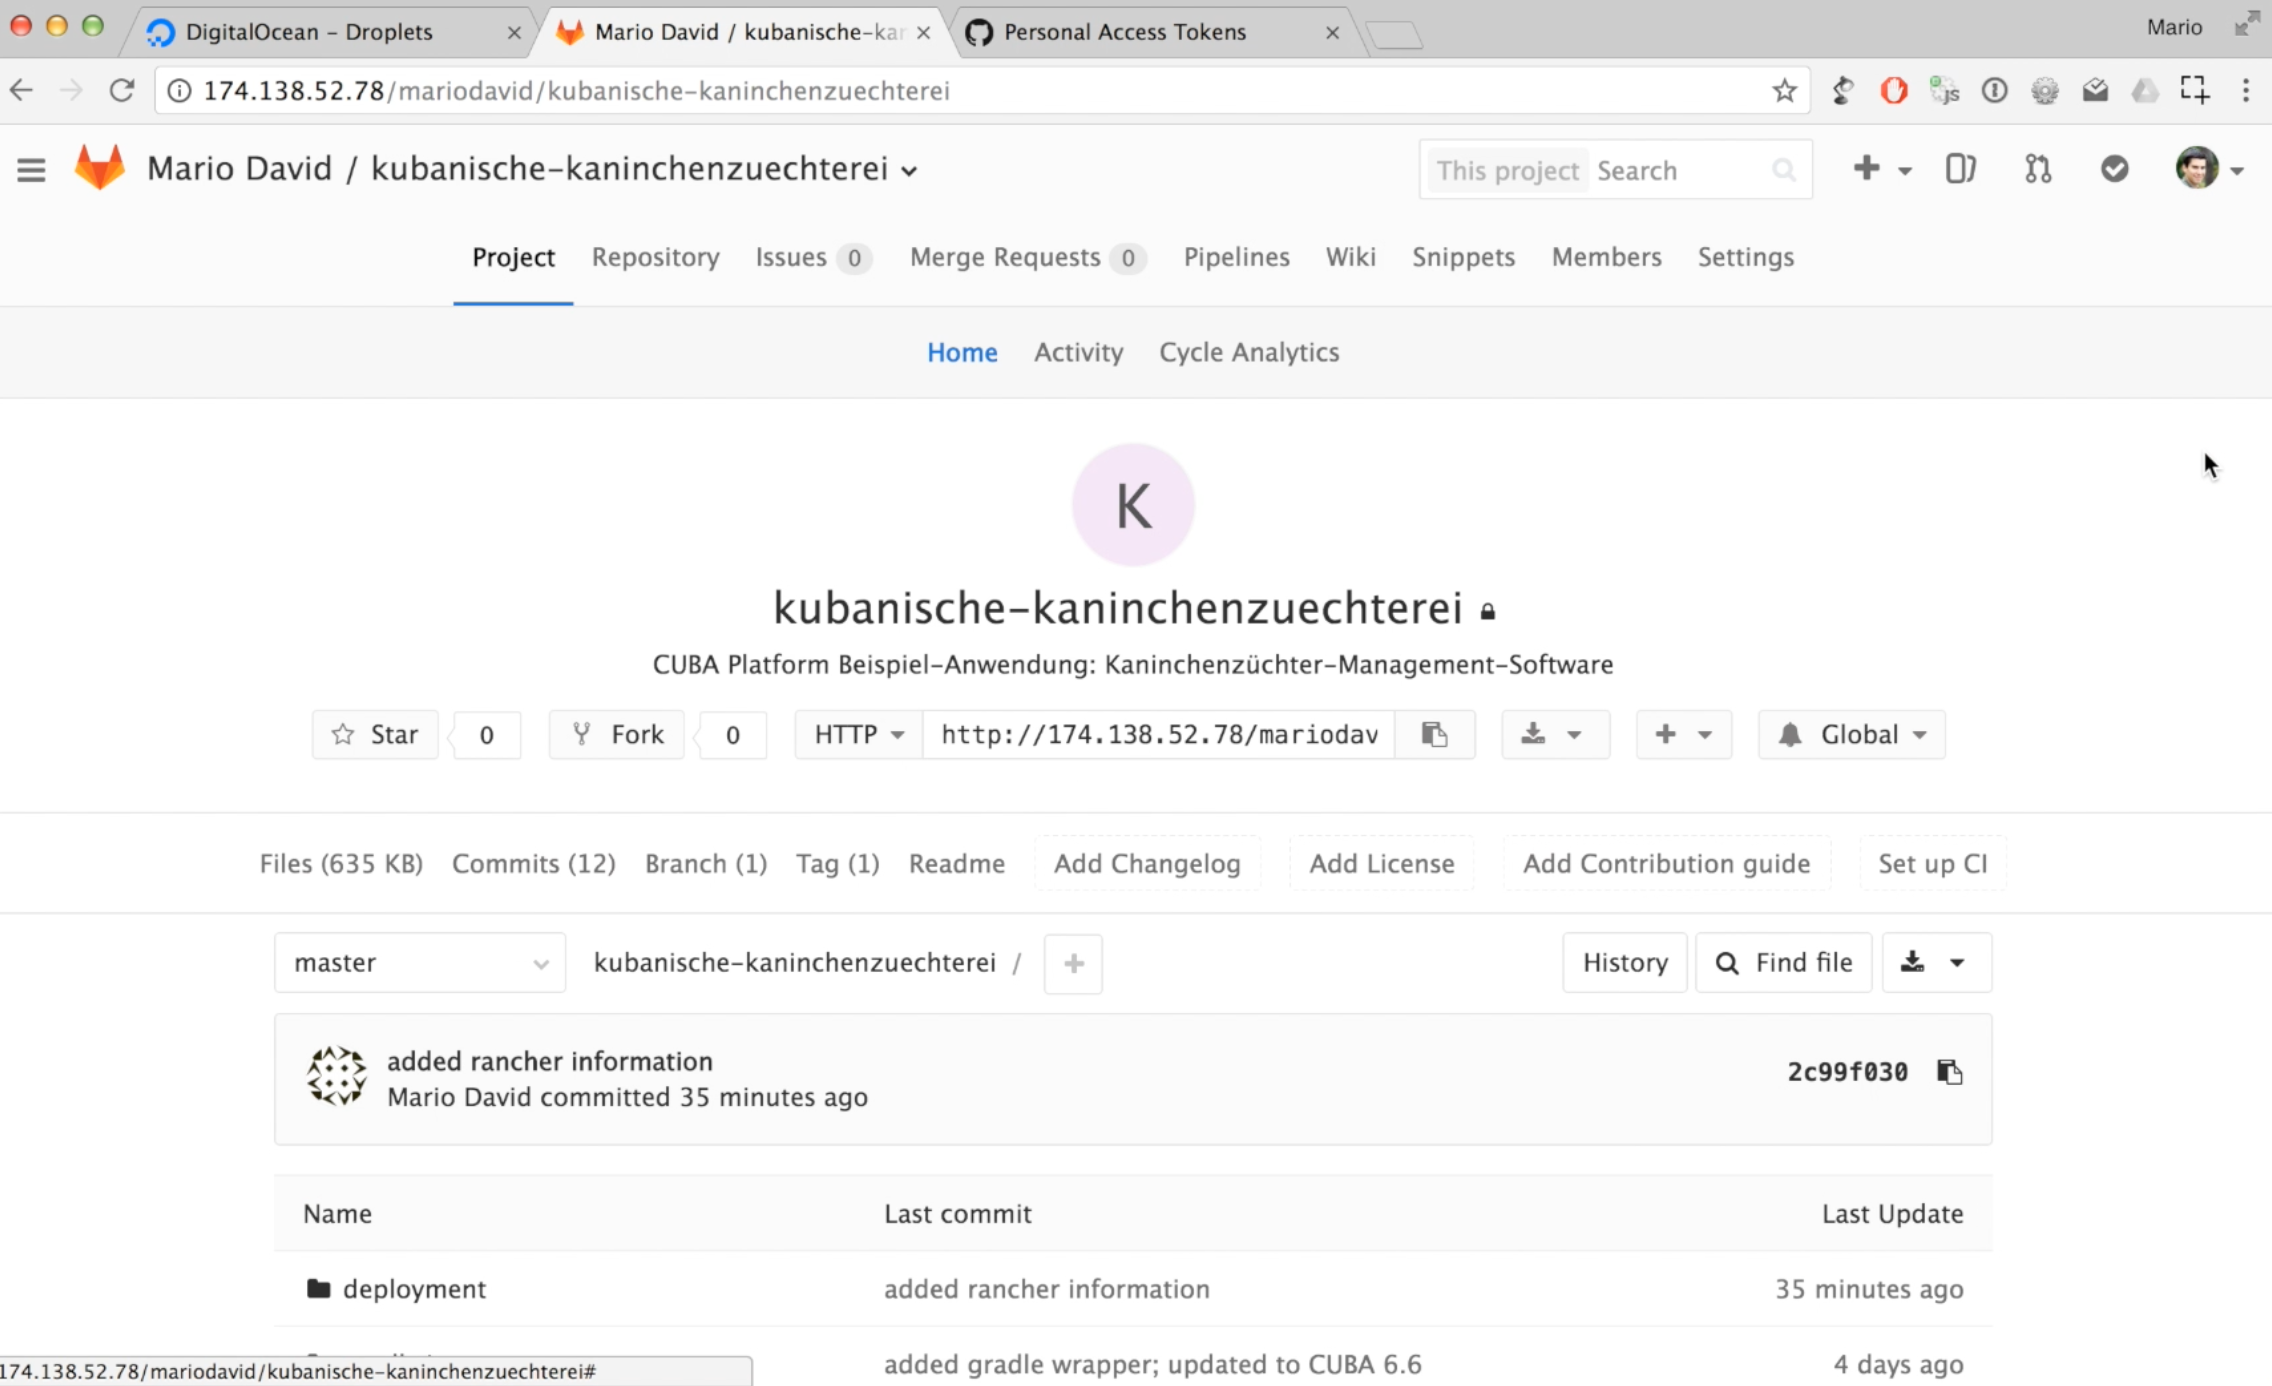 DigitalOcean – Droplets
Mario David / kubanische-kar
Personal Access Tokens
Mario
174.138.52.78/mariodavid/kubanische-kaninchenzuechterei
Mario David / kubanische-kaninchenzuechterei
This project Search
Project Repository Issues 0 Merge Requests 0 Pipelines Wiki Snippets Members Settings
Home Activity Cycle Analytics
K
kubanische-kaninchenzuechterei
CUBA Platform Beispiel-Anwendung: Kaninchenzüchter-Management-Software
Star 0 Fork 0 HTTP http://174.138.52.78/mariodav Global
Files (635 KB) Commits (12) Branch (1) Tag (1) Readme Add Changelog Add License Add Contribution guide Set up CI
master kubanische-kaninchenzuechterei / + History Find file
added rancher information
Mario David committed 35 minutes ago
2c99f030
Name Last commit Last Update
deployment added rancher information 35 minutes ago
added gradle wrapper; updated to CUBA 6.6 4 days ago
174.138.52.78/mariodavid/kubanische-kaninchenzuechterei#